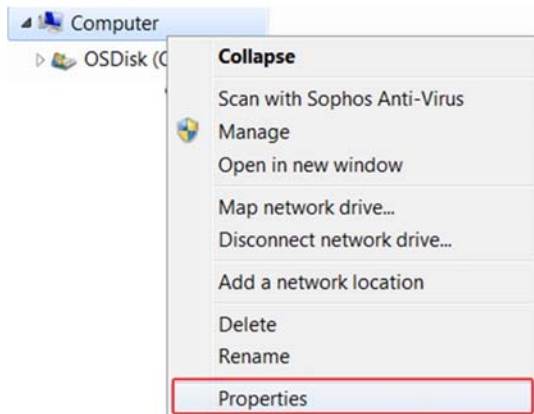 Computer
OSDisk (C
Collapse
Scan with Sophos Anti-Virus
Manage
Open in new window
Map network drive...
Disconnect network drive...
Add a network location
Delete
Rename
Properties